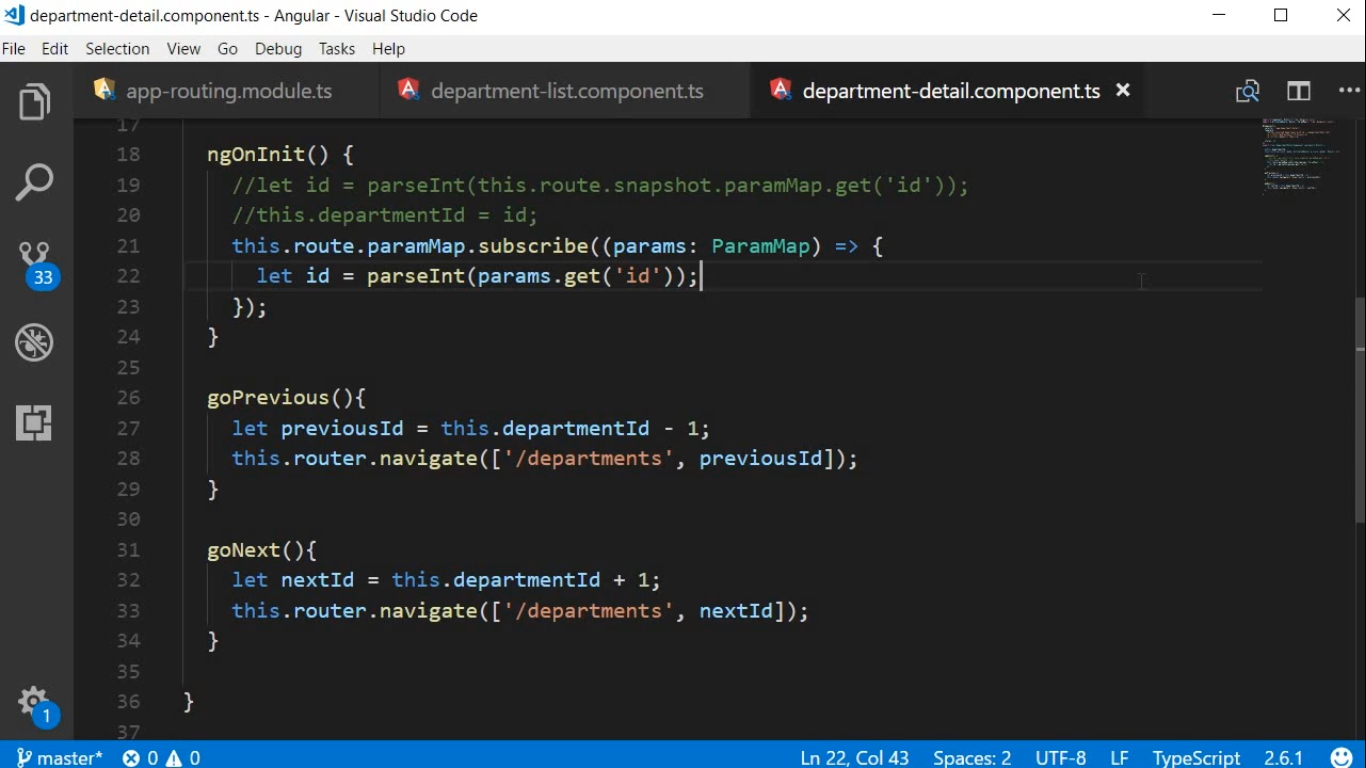 department-detail.component.ts - Angular - Visual Studio Code
File Edit Selection View Go Debug Tasks Help
app-routing.module.ts department-list.component.ts department-detail.component.ts
17
18 ngOnInit() {
19 //let id = parseInt(this.route.snapshot.paramMap.get('id'));
20 //this.departmentId = id;
21 this.route.paramMap.subscribe((params: ParamMap) => {
22 let id = parseInt(params.get('id'));
23 });
24 }
25
26 goPrevious(){
27 let previousId = this.departmentId - 1;
28 this.router.navigate(['/departments', previousId]);
29 }
30
31 goNext(){
32 let nextId = this.departmentId + 1;
33 this.router.navigate(['/departments', nextId]);
34 }
35
36 }
37
33
1
master* 0 0 Ln 22, Col 43 Spaces: 2 UTF-8 LF TypeScript 2.6.1